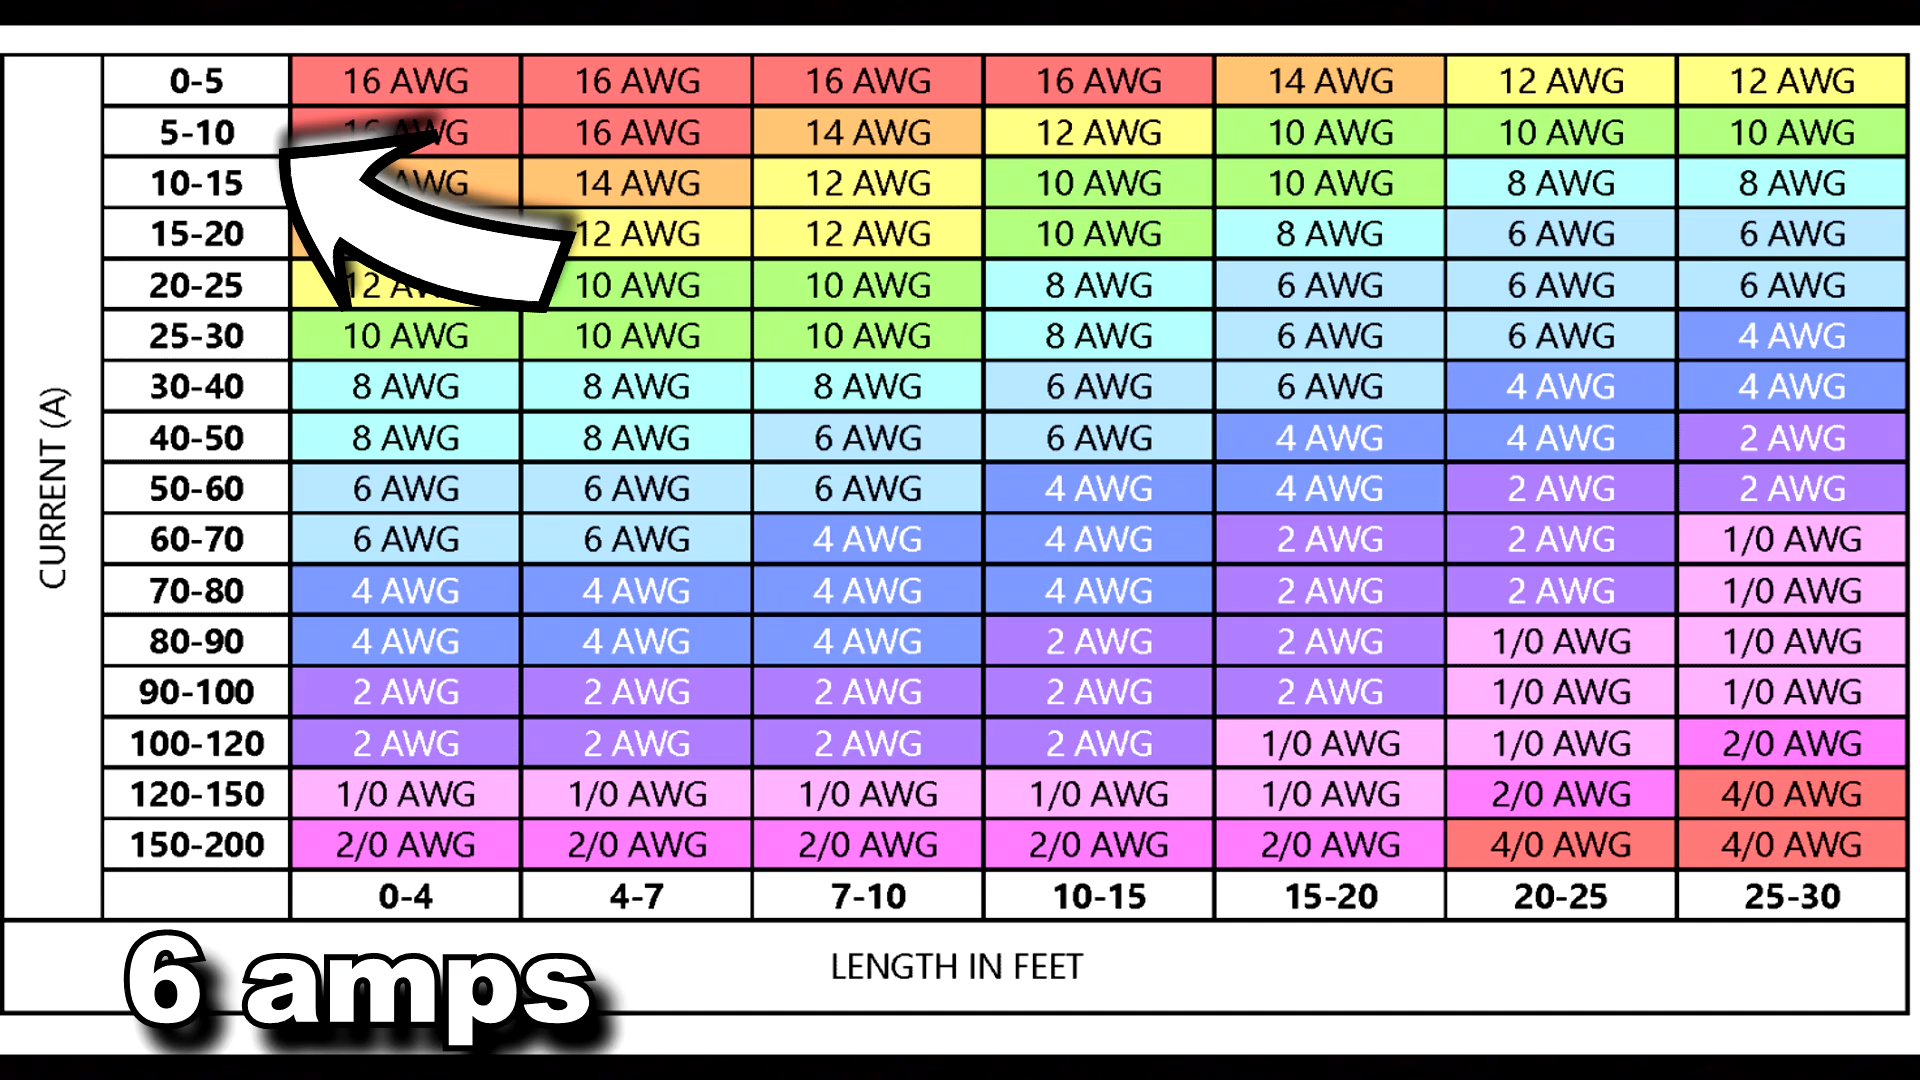 0-5 16 AWG 16 AWG 16 AWG 16 AWG 14 AWG 12 AWG 12 AWG
5-10 16 AWG 16 AWG 14 AWG 12 AWG 10 AWG 10 AWG 10 AWG
10-15 AWG 14 AWG 12 AWG 10 AWG 10 AWG 8 AWG 8 AWG
15-20 12 AWG 12 AWG 10 AWG 8 AWG 6 AWG 6 AWG
20-25 12 10 AWG 10 AWG 8 AWG 6 AWG 6 AWG 6 AWG
25-30 10 AWG 10 AWG 10 AWG 8 AWG 6 AWG 6 AWG 4 AWG
30-40 8 AWG 8 AWG 8 AWG 6 AWG 6 AWG 4 AWG 4 AWG
40-50 8 AWG 8 AWG 6 AWG 6 AWG 4 AWG 4 AWG 2 AWG
50-60 6 AWG 6 AWG 6 AWG 4 AWG 4 AWG 2 AWG 2 AWG
60-70 6 AWG 6 AWG 4 AWG 4 AWG 2 AWG 2 AWG 1/0 AWG
70-80 4 AWG 4 AWG 4 AWG 4 AWG 2 AWG 2 AWG 1/0 AWG
80-90 4 AWG 4 AWG 4 AWG 2 AWG 2 AWG 1/0 AWG 1/0 AWG
90-100 2 AWG 2 AWG 2 AWG 2 AWG 2 AWG 1/0 AWG 1/0 AWG
100-120 2 AWG 2 AWG 2 AWG 2 AWG 1/0 AWG 1/0 AWG 2/0 AWG
120-150 1/0 AWG 1/0 AWG 1/0 AWG 1/0 AWG 1/0 AWG 2/0 AWG 4/0 AWG
150-200 2/0 AWG 2/0 AWG 2/0 AWG 2/0 AWG 2/0 AWG 4/0 AWG 4/0 AWG
0-4 4-7 7-10 10-15 15-20 20-25 25-30
CURRENT (A)
LENGTH IN FEET
6 amps